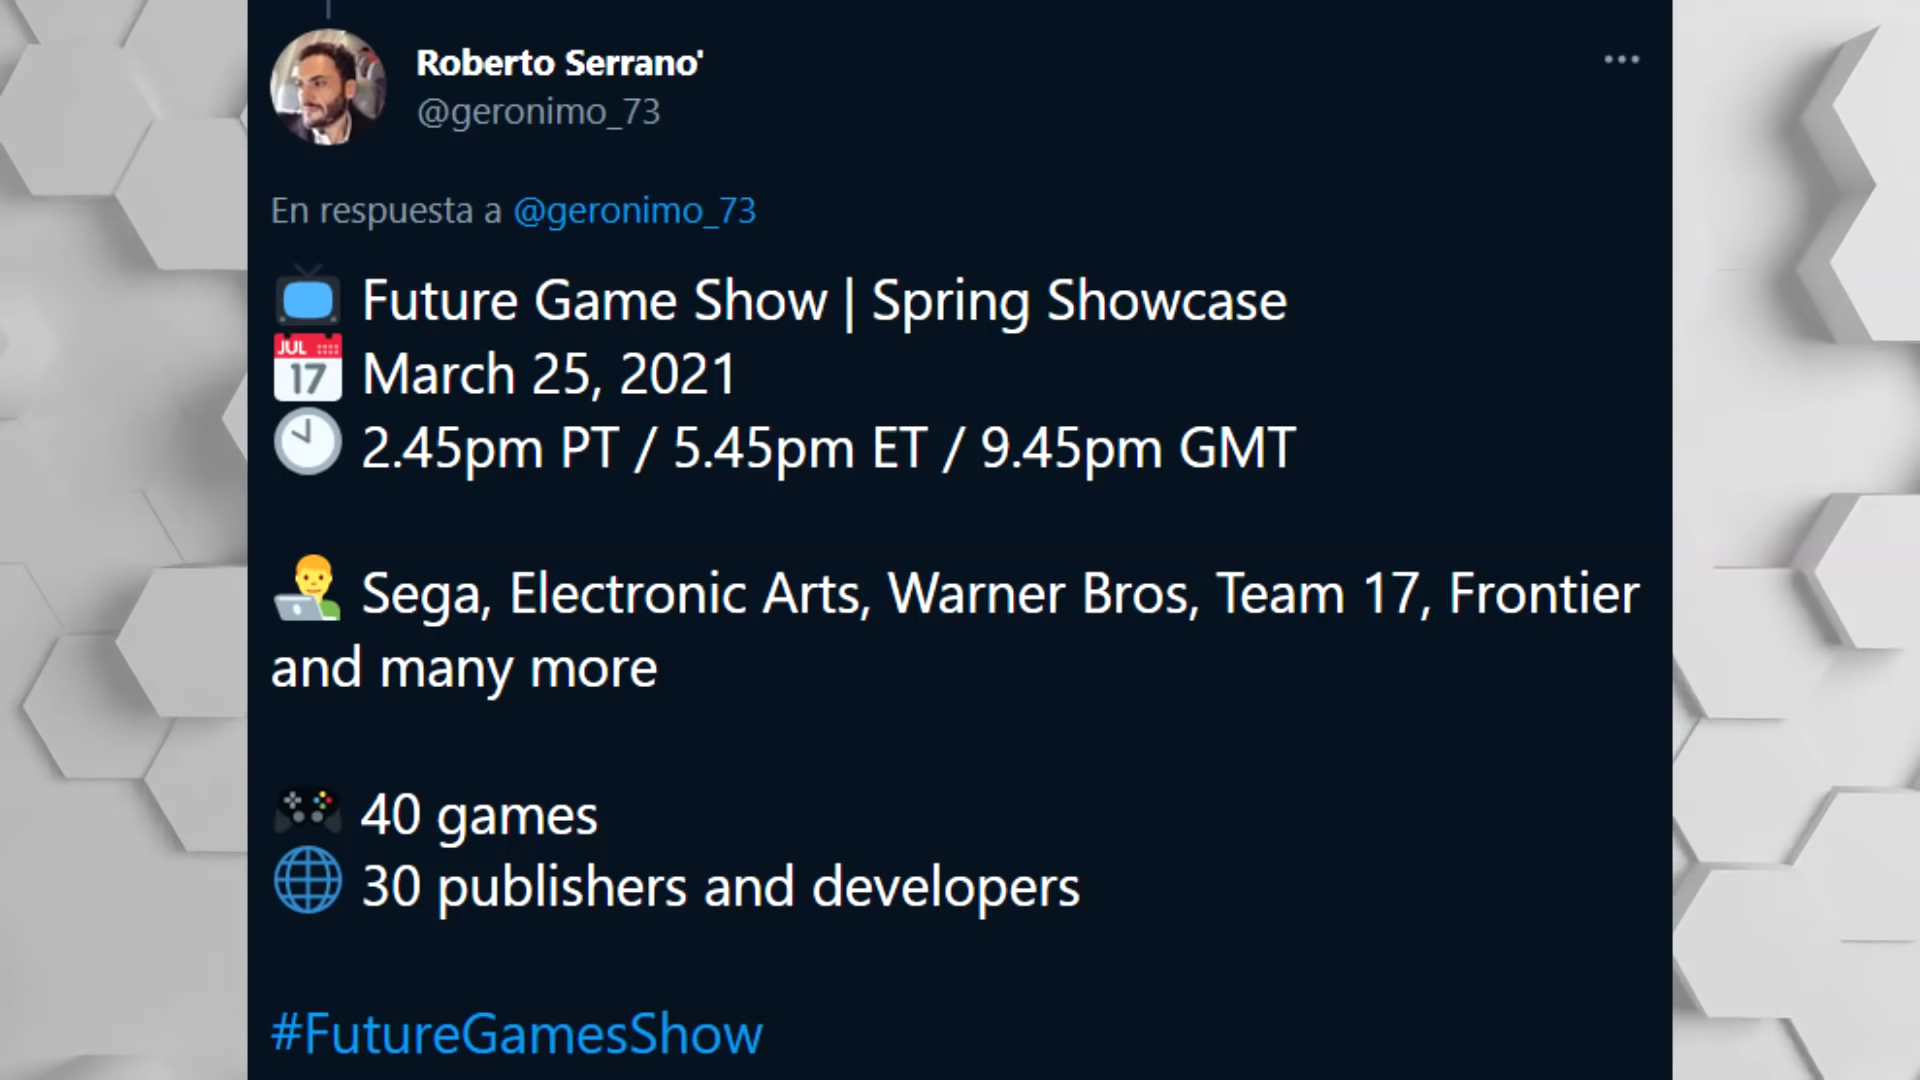 Roberto Serrano'
@geronimo_73
En respuesta a @geronimo_73
📺 Future Game Show | Spring Showcase
JUL
17
March 25, 2021
🕙 2.45pm PT / 5.45pm ET / 9.45pm GMT
👨‍💻 Sega, Electronic Arts, Warner Bros, Team 17, Frontier
and many more
🎮 40 games
🌐 30 publishers and developers
#FutureGamesShow